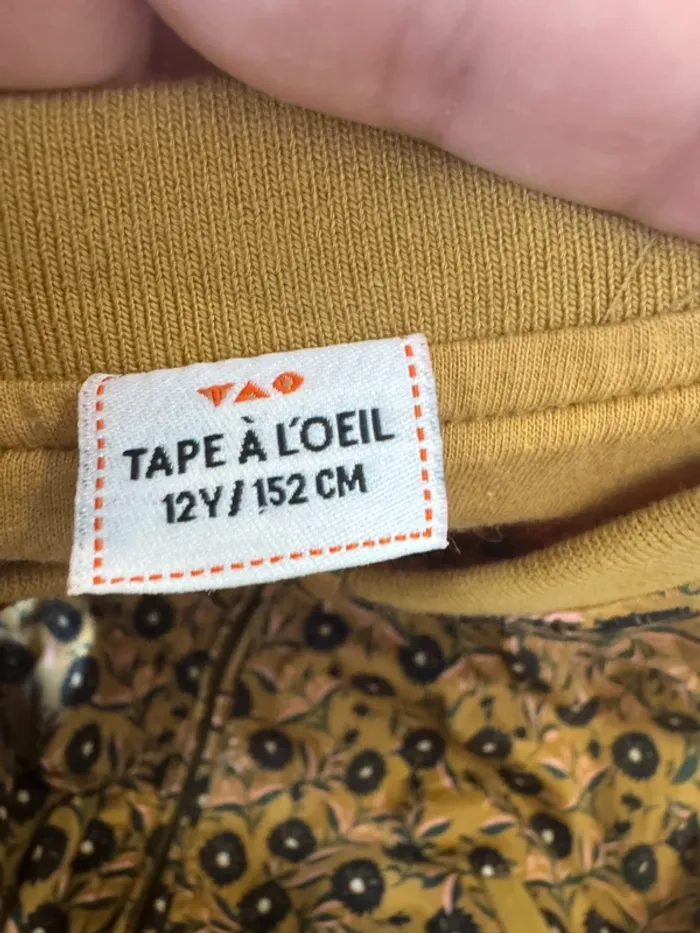 TAO
TAPE À L'OEIL
12Y/152 CM